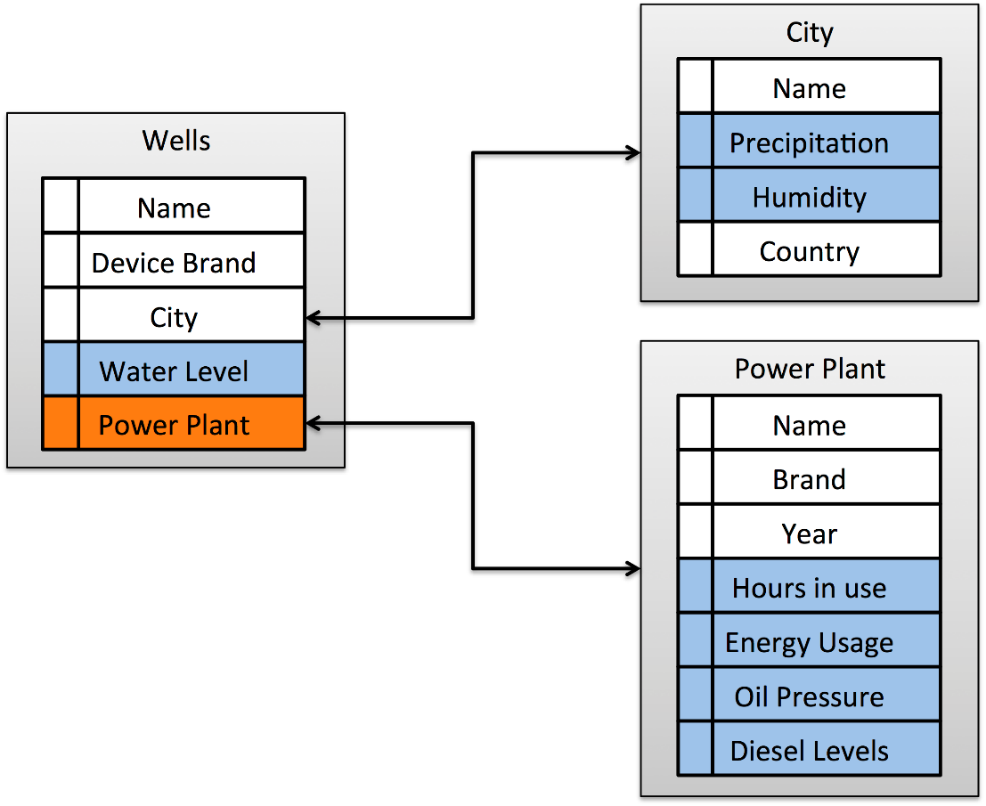 Wells
Name
Device Brand
City
Water Level
Power Plant
City
Name
Precipitation
Humidity
Country
Power Plant
Name
Brand
Year
Hours in use
Energy Usage
Oil Pressure
Diesel Levels